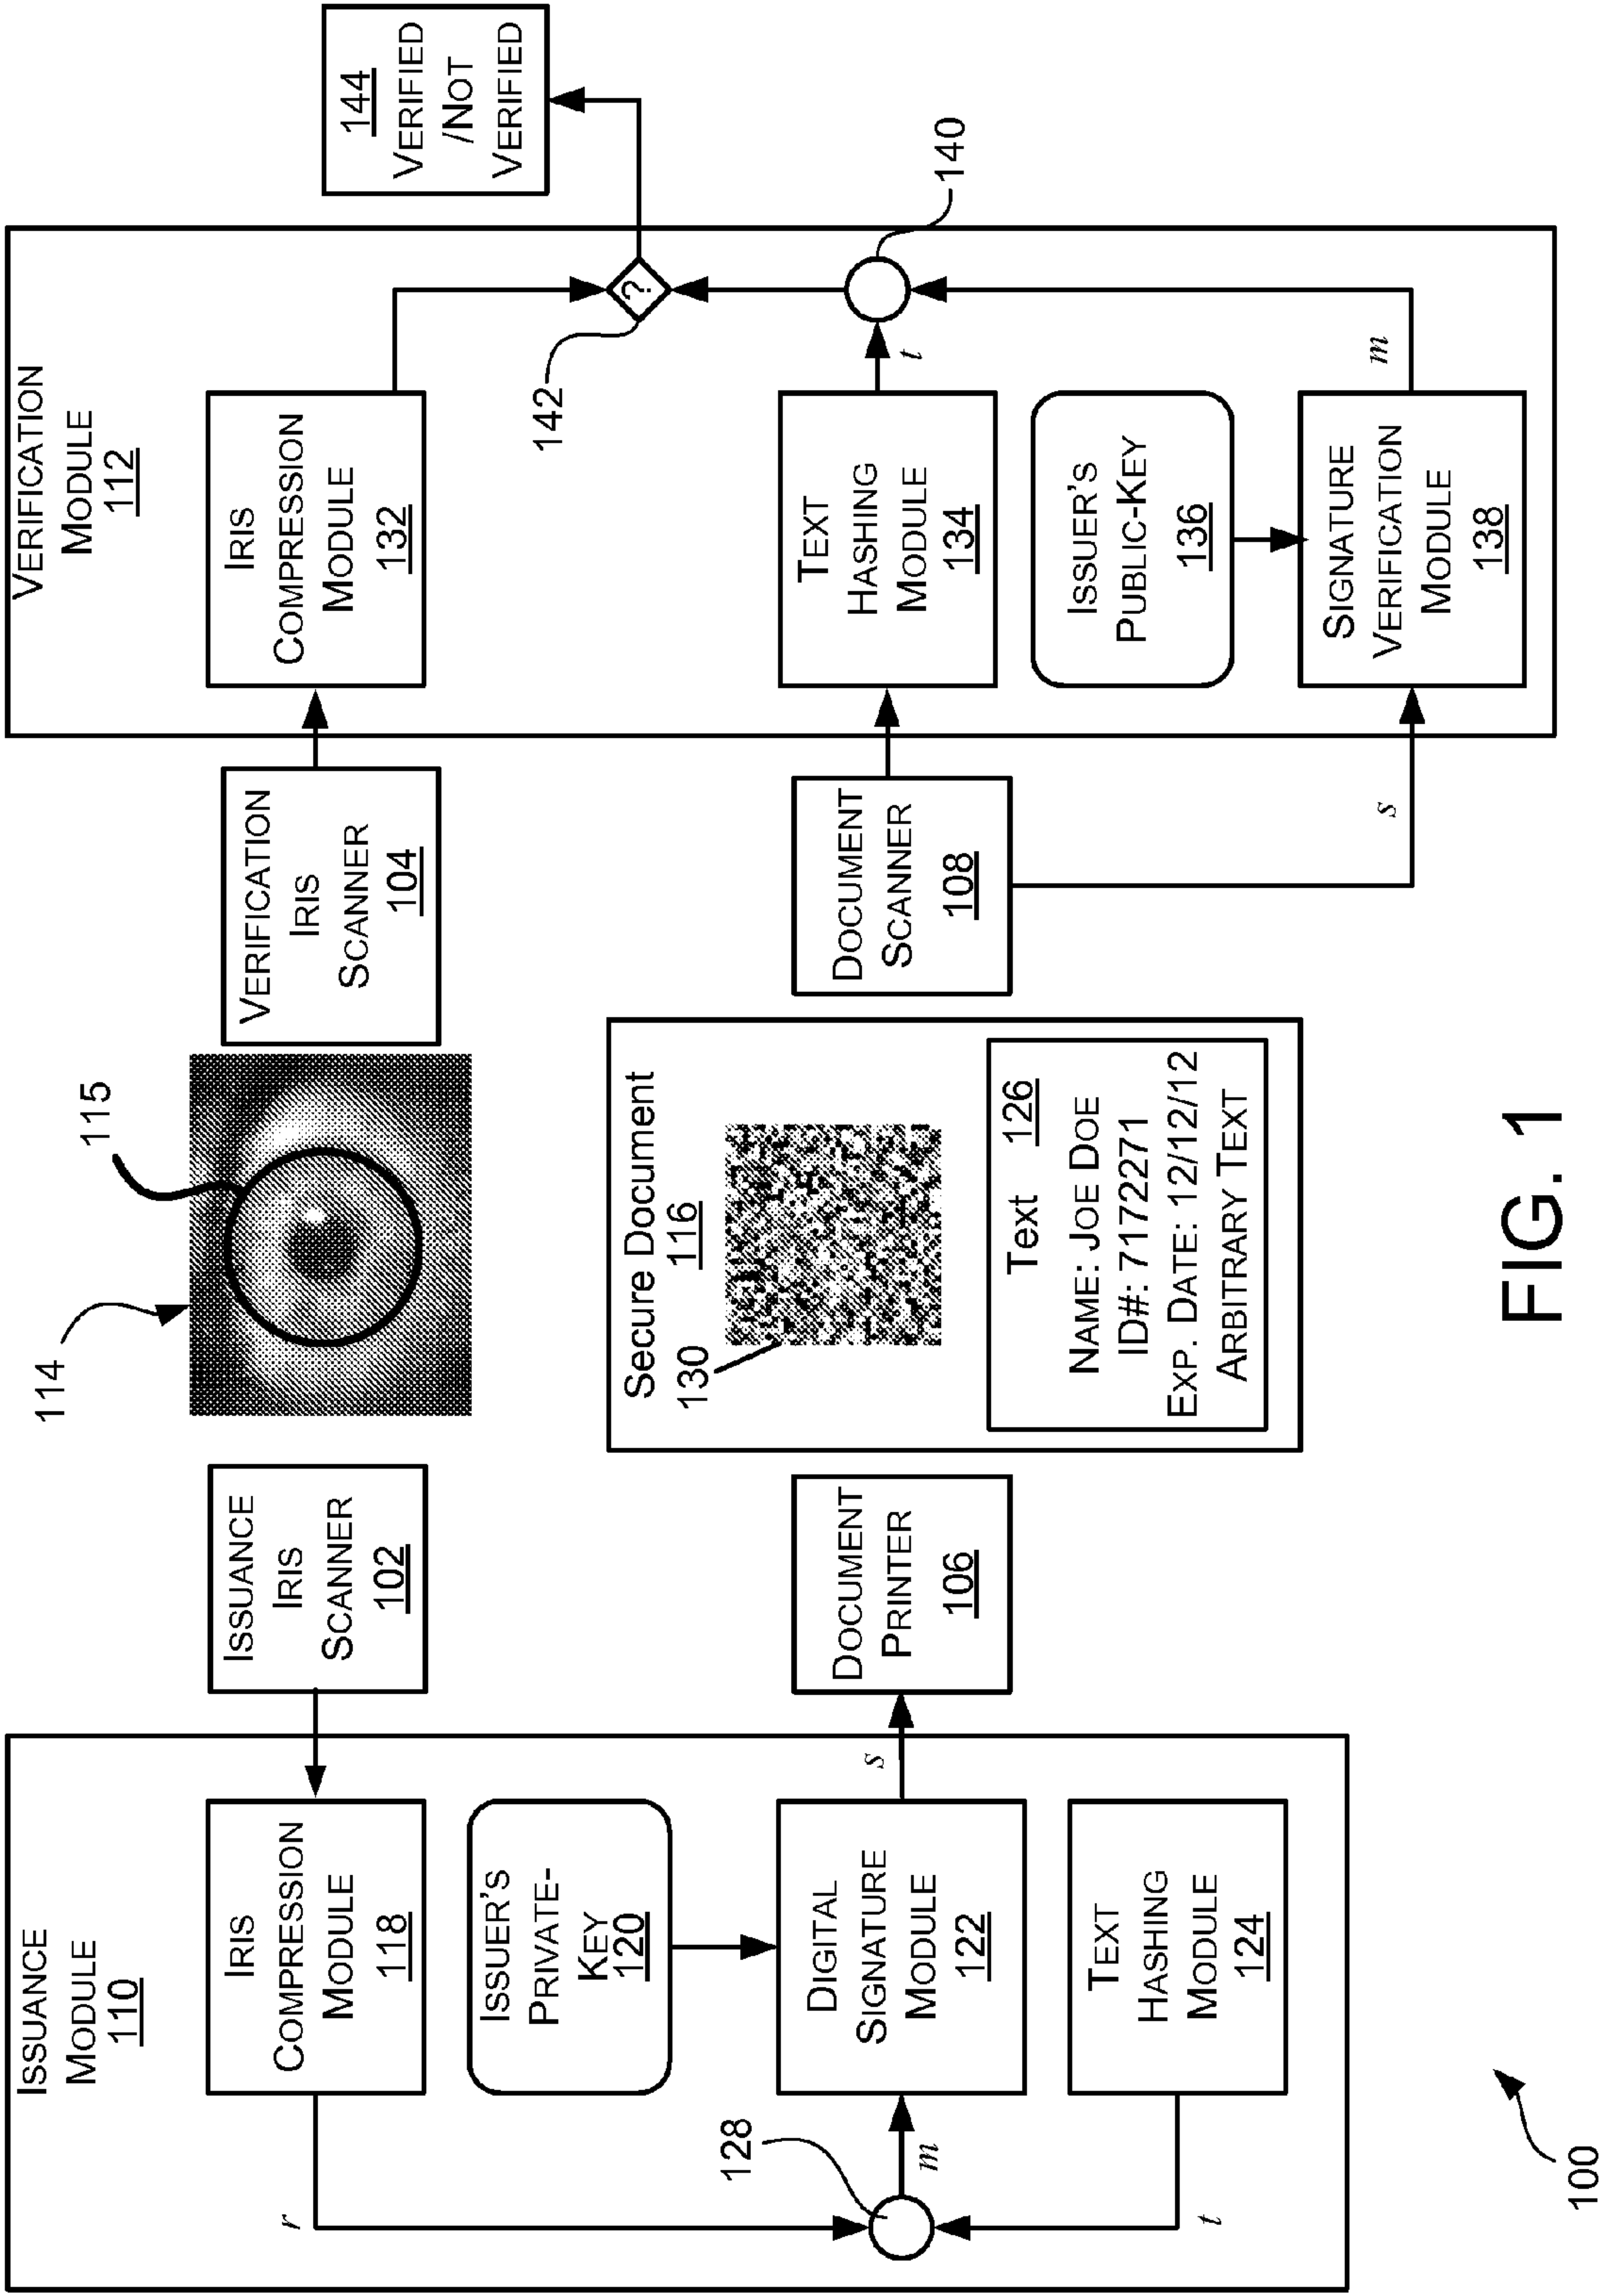 ISSUANCE
MODULE
110
IRIS
COMPRESSION
MODULE
118
r
ISSUER'S
PRIVATE-
KEY
120
128
m
DIGITAL
SIGNATURE
MODULE
122
s
TEXT
HASHING
MODULE
124
t
ISSUANCE
IRIS
SCANNER
102
DOCUMENT
PRINTER
106
114
115
Secure Document
116
130
Text 126
NAME: JOE DOE
ID#: 7172271
EXP. DATE: 12/12/12
ARBITRARY TEXT
VERIFICATION
IRIS
SCANNER
104
DOCUMENT
SCANNER
108
s
VERIFICATION
MODULE
112
IRIS
COMPRESSION
MODULE
132
142
?
TEXT
HASHING
MODULE
134
t
140
ISSUER'S
PUBLIC-KEY
136
SIGNATURE
VERIFICATION
MODULE
138
m
144
VERIFIED
/NOT
VERIFIED
100
FIG. 1